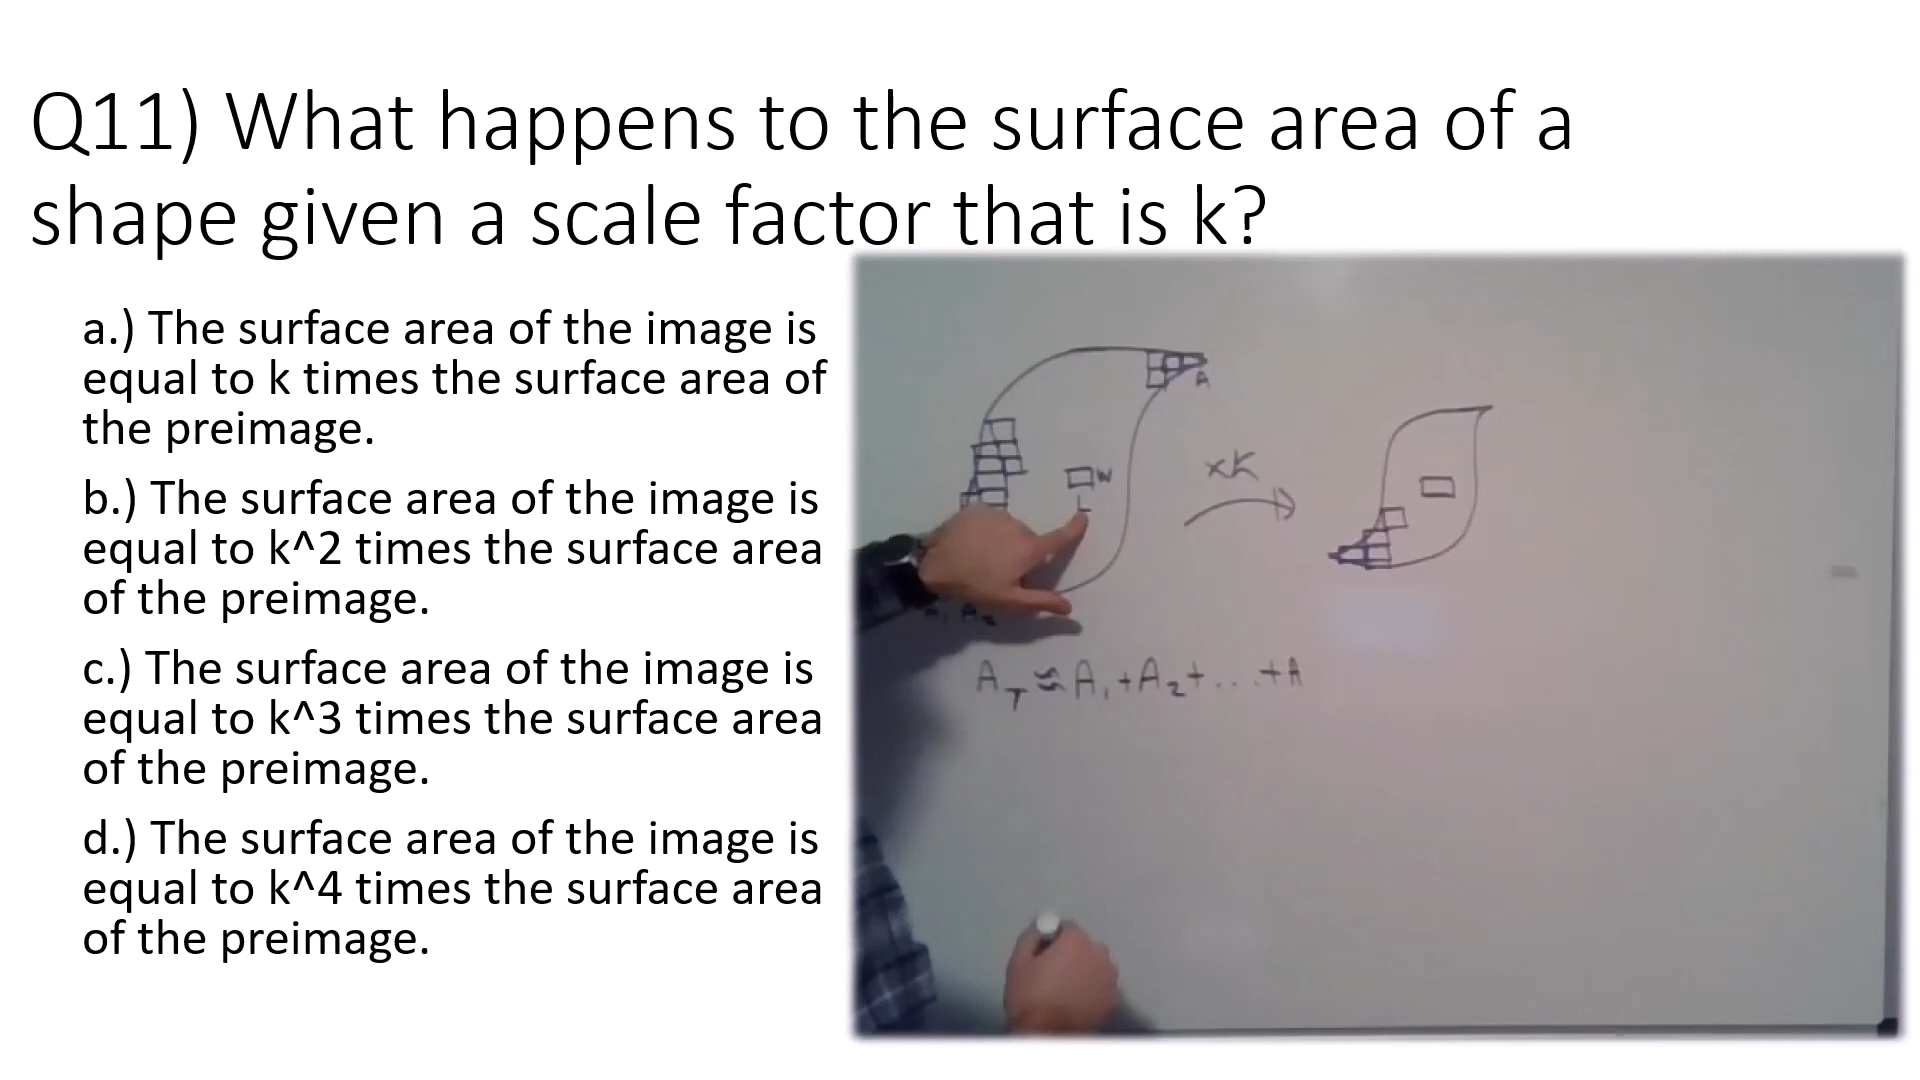 Q11) What happens to the surface area of a
shape given a scale factor that is k?
a.) The surface area of the image is
equal to k times the surface area of
the preimage.
b.) The surface area of the image is
equal to k^2 times the surface area
of the preimage.
c.) The surface area of the image is
equal to k^3 times the surface area
of the preimage.
d.) The surface area of the image is
equal to k^4 times the surface area
of the preimage.
A
W
L
xK
A_T ≈ A_1+A_2+...+A